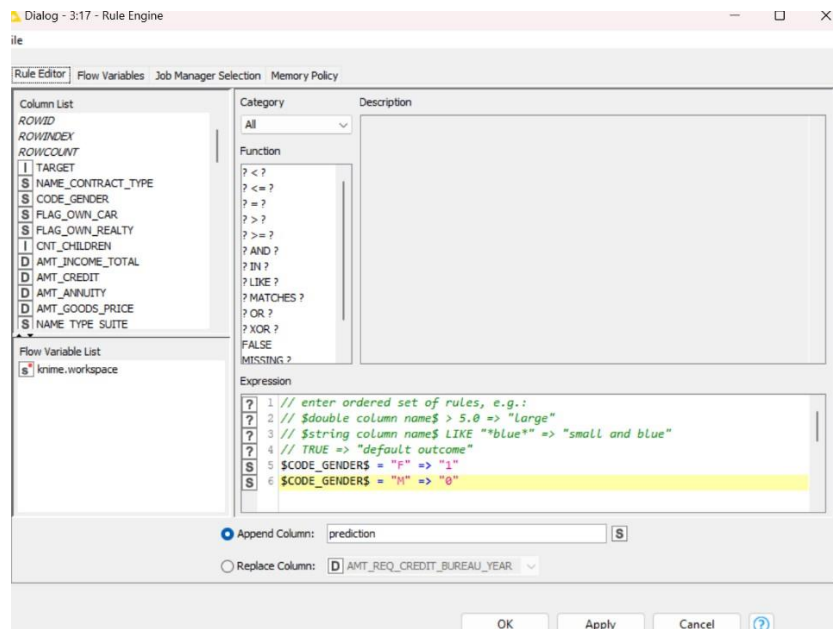 Dialog - 3:17 - Rule Engine
ile
Rule Editor Flow Variables Job Manager Selection Memory Policy
Column List
ROWID
ROWINDEX
ROWCOUNT
I TARGET
S NAME_CONTRACT_TYPE
S CODE_GENDER
S FLAG_OWN_CAR
S FLAG_OWN_REALTY
I CNT_CHILDREN
D AMT_INCOME_TOTAL
D AMT_CREDIT
D AMT_ANNUITY
D AMT_GOODS_PRICE
S NAME TYPE SUITE
Flow Variable List
s knime.workspace
Category
All
Function
? < ?
? <= ?
? = ?
? > ?
? >= ?
? AND ?
? IN ?
? LIKE ?
? MATCHES ?
? OR ?
? XOR ?
FALSE
MISSING ?
Description
Expression
? 1 // enter ordered set of rules, e.g.:
? 2 // $double column name$ > 5.0 => "large"
? 3 // $string column name$ LIKE "*blue*" => "small and blue"
? 4 // TRUE => "default outcome"
S 5 $CODE_GENDER$ = "F" => "1"
S 6 $CODE_GENDER$ = "M" => "0"
Append Column: prediction S
Replace Column: D AMT_REQ_CREDIT_BUREAU_YEAR
OK Apply Cancel ?